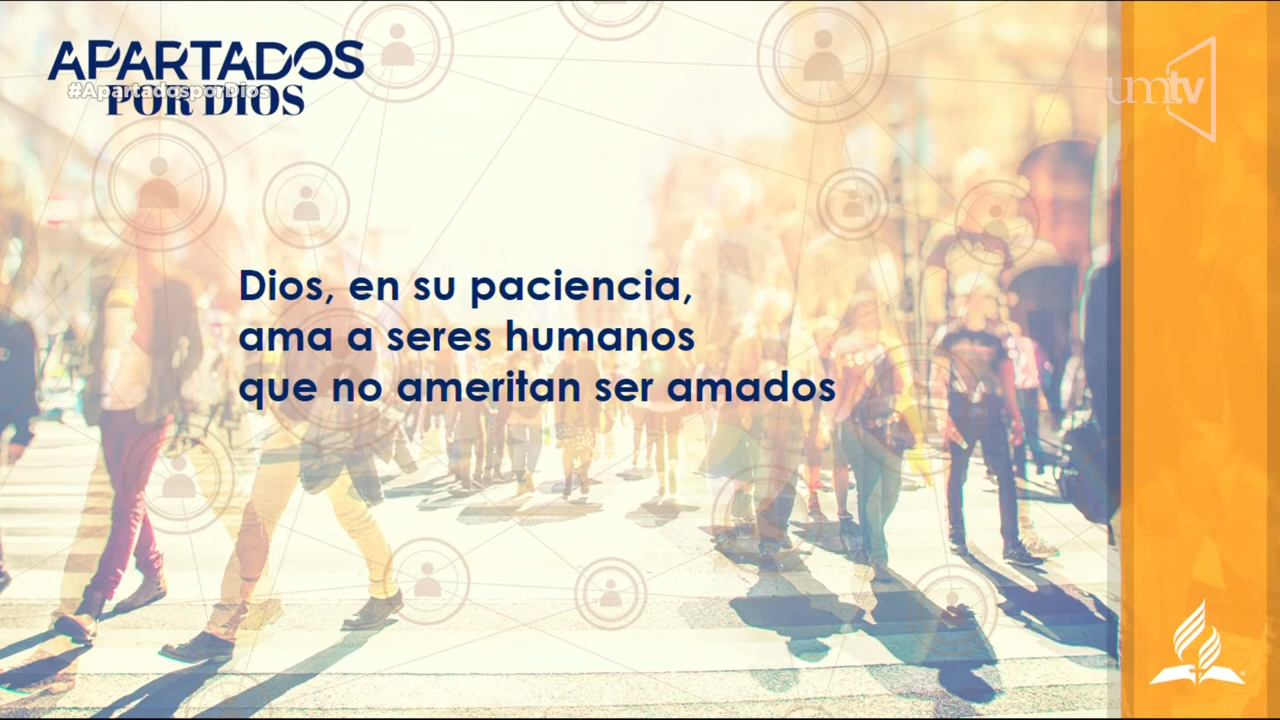 APARTADOS
#ApartadosporDios
POR DIOS
umtv
Dios, en su paciencia,
ama a seres humanos
que no ameritan ser amados